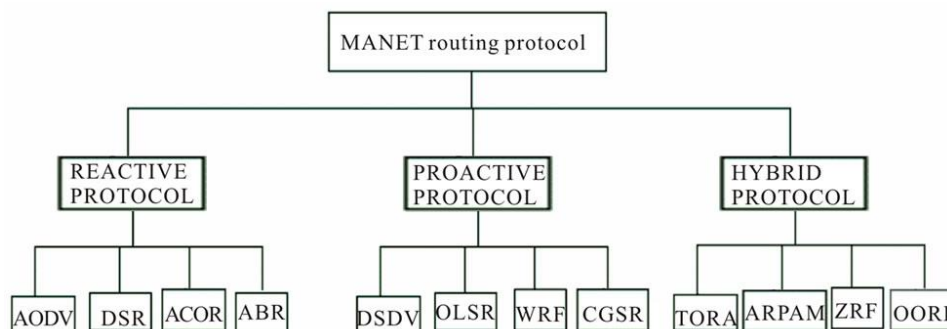 MANET routing protocol
REACTIVE
PROTOCOL
PROACTIVE
PROTOCOL
HYBRID
PROTOCOL
AODV DSR ACOR ABR DSDV OLSR WRF CGSR TORA ARPAM ZRF